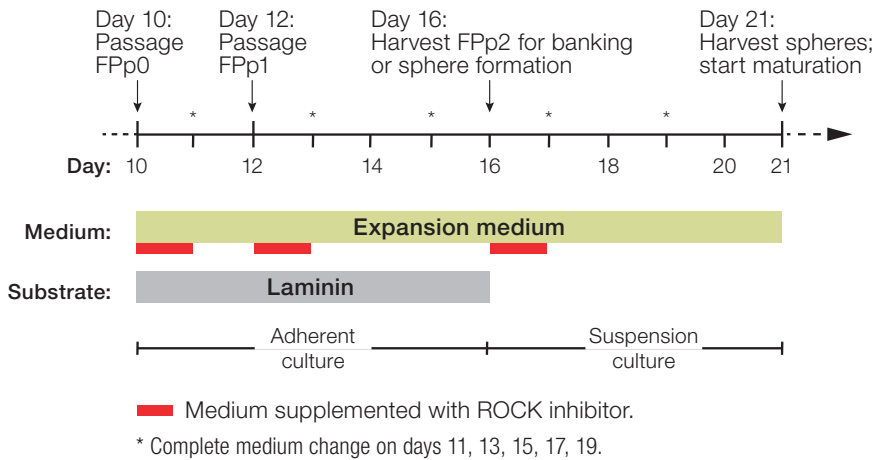 Day 10:
Passage
FPp0
Day 12:
Passage
FPp1
Day 16:
Harvest FPp2 for banking
or sphere formation
Day 21:
Harvest spheres;
start maturation
* * * * *
Day: 10 12 14 16 18 20 21
Medium: Expansion medium
Substrate: Laminin
Adherent
culture
Suspension
culture
Medium supplemented with ROCK inhibitor.
* Complete medium change on days 11, 13, 15, 17, 19.